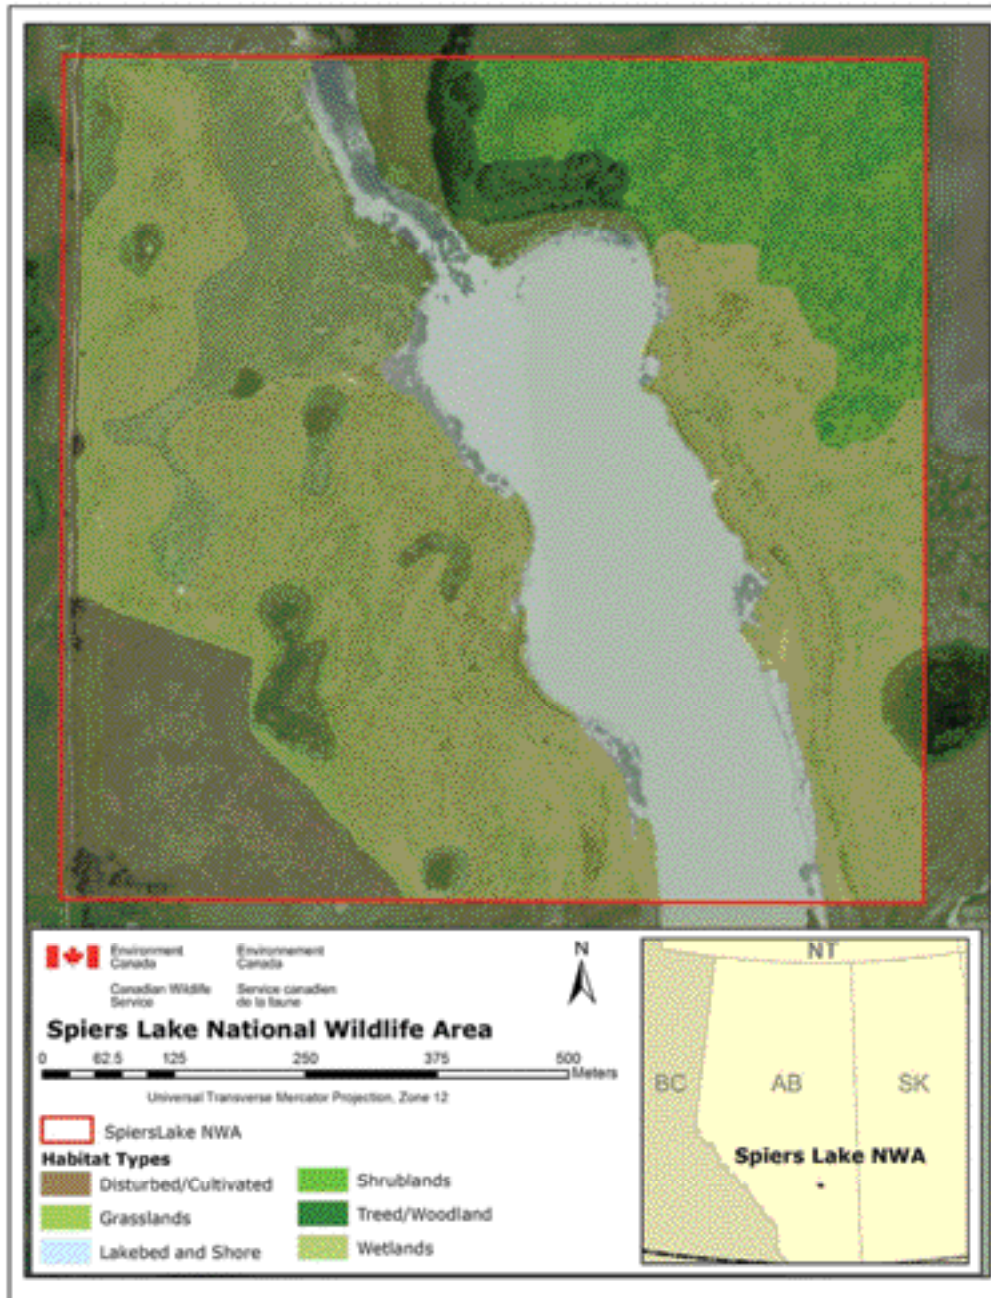 Environment Canada
Environnement Canada
Canadian Wildlife Service
Service canadien de la faune
N
Spiers Lake National Wildlife Area
0 62.5 125 250 375 500
Meters
Universal Transverse Mercator Projection, Zone 12
SpiersLake NWA
Habitat Types
Disturbed/Cultivated
Grasslands
Lakebed and Shore
Shrublands
Treed/Woodland
Wetlands
NT
BC AB SK
Spiers Lake NWA